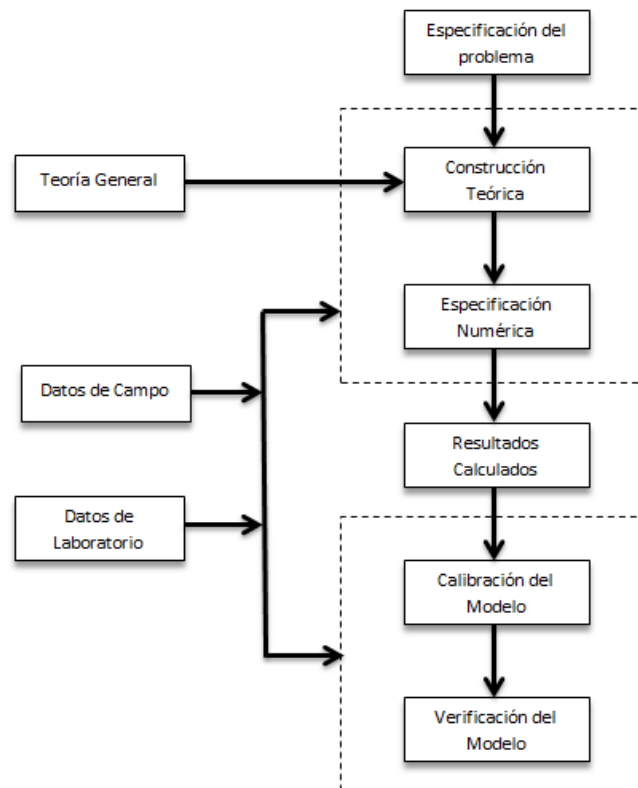 Especificación del
problema
Teoría General
Construcción
Teórica
Especificación
Numérica
Datos de Campo
Resultados
Calculados
Datos de
Laboratorio
Calibración del
Modelo
Verificación del
Modelo